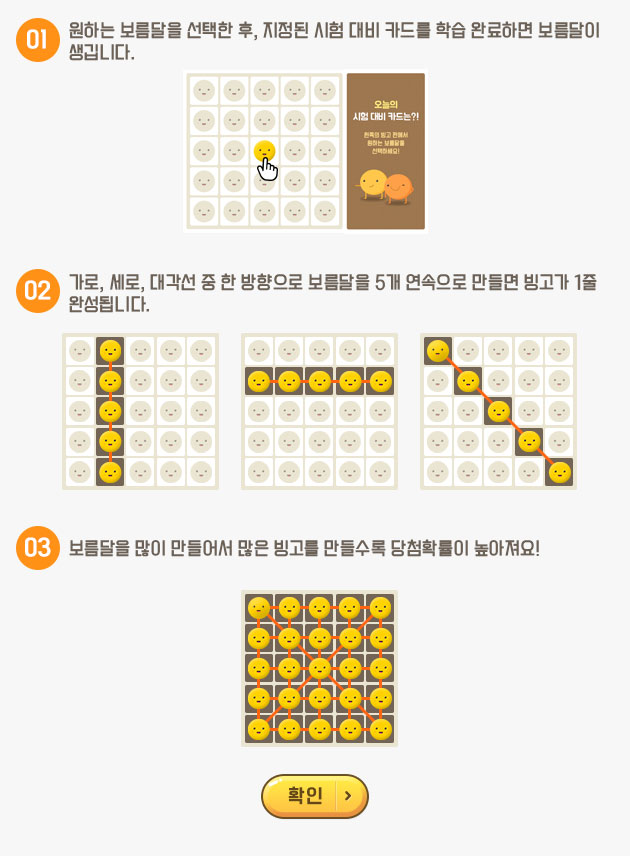 01
원하는 보름달을 선택한 후, 지정된 시험 대비 카드를 학습 완료하면 보름달이
생깁니다.
오늘의
시험 대비 카드는?!
왼쪽의 빙고 판에서
원하는 보름달을
선택하세요!
02
가로, 세로, 대각선 중 한 방향으로 보름달을 5개 연속으로 만들면 빙고가 1줄
완성됩니다.
03
보름달을 많이 만들어서 많은 빙고를 만들수록 당첨확률이 높아져요!
확인